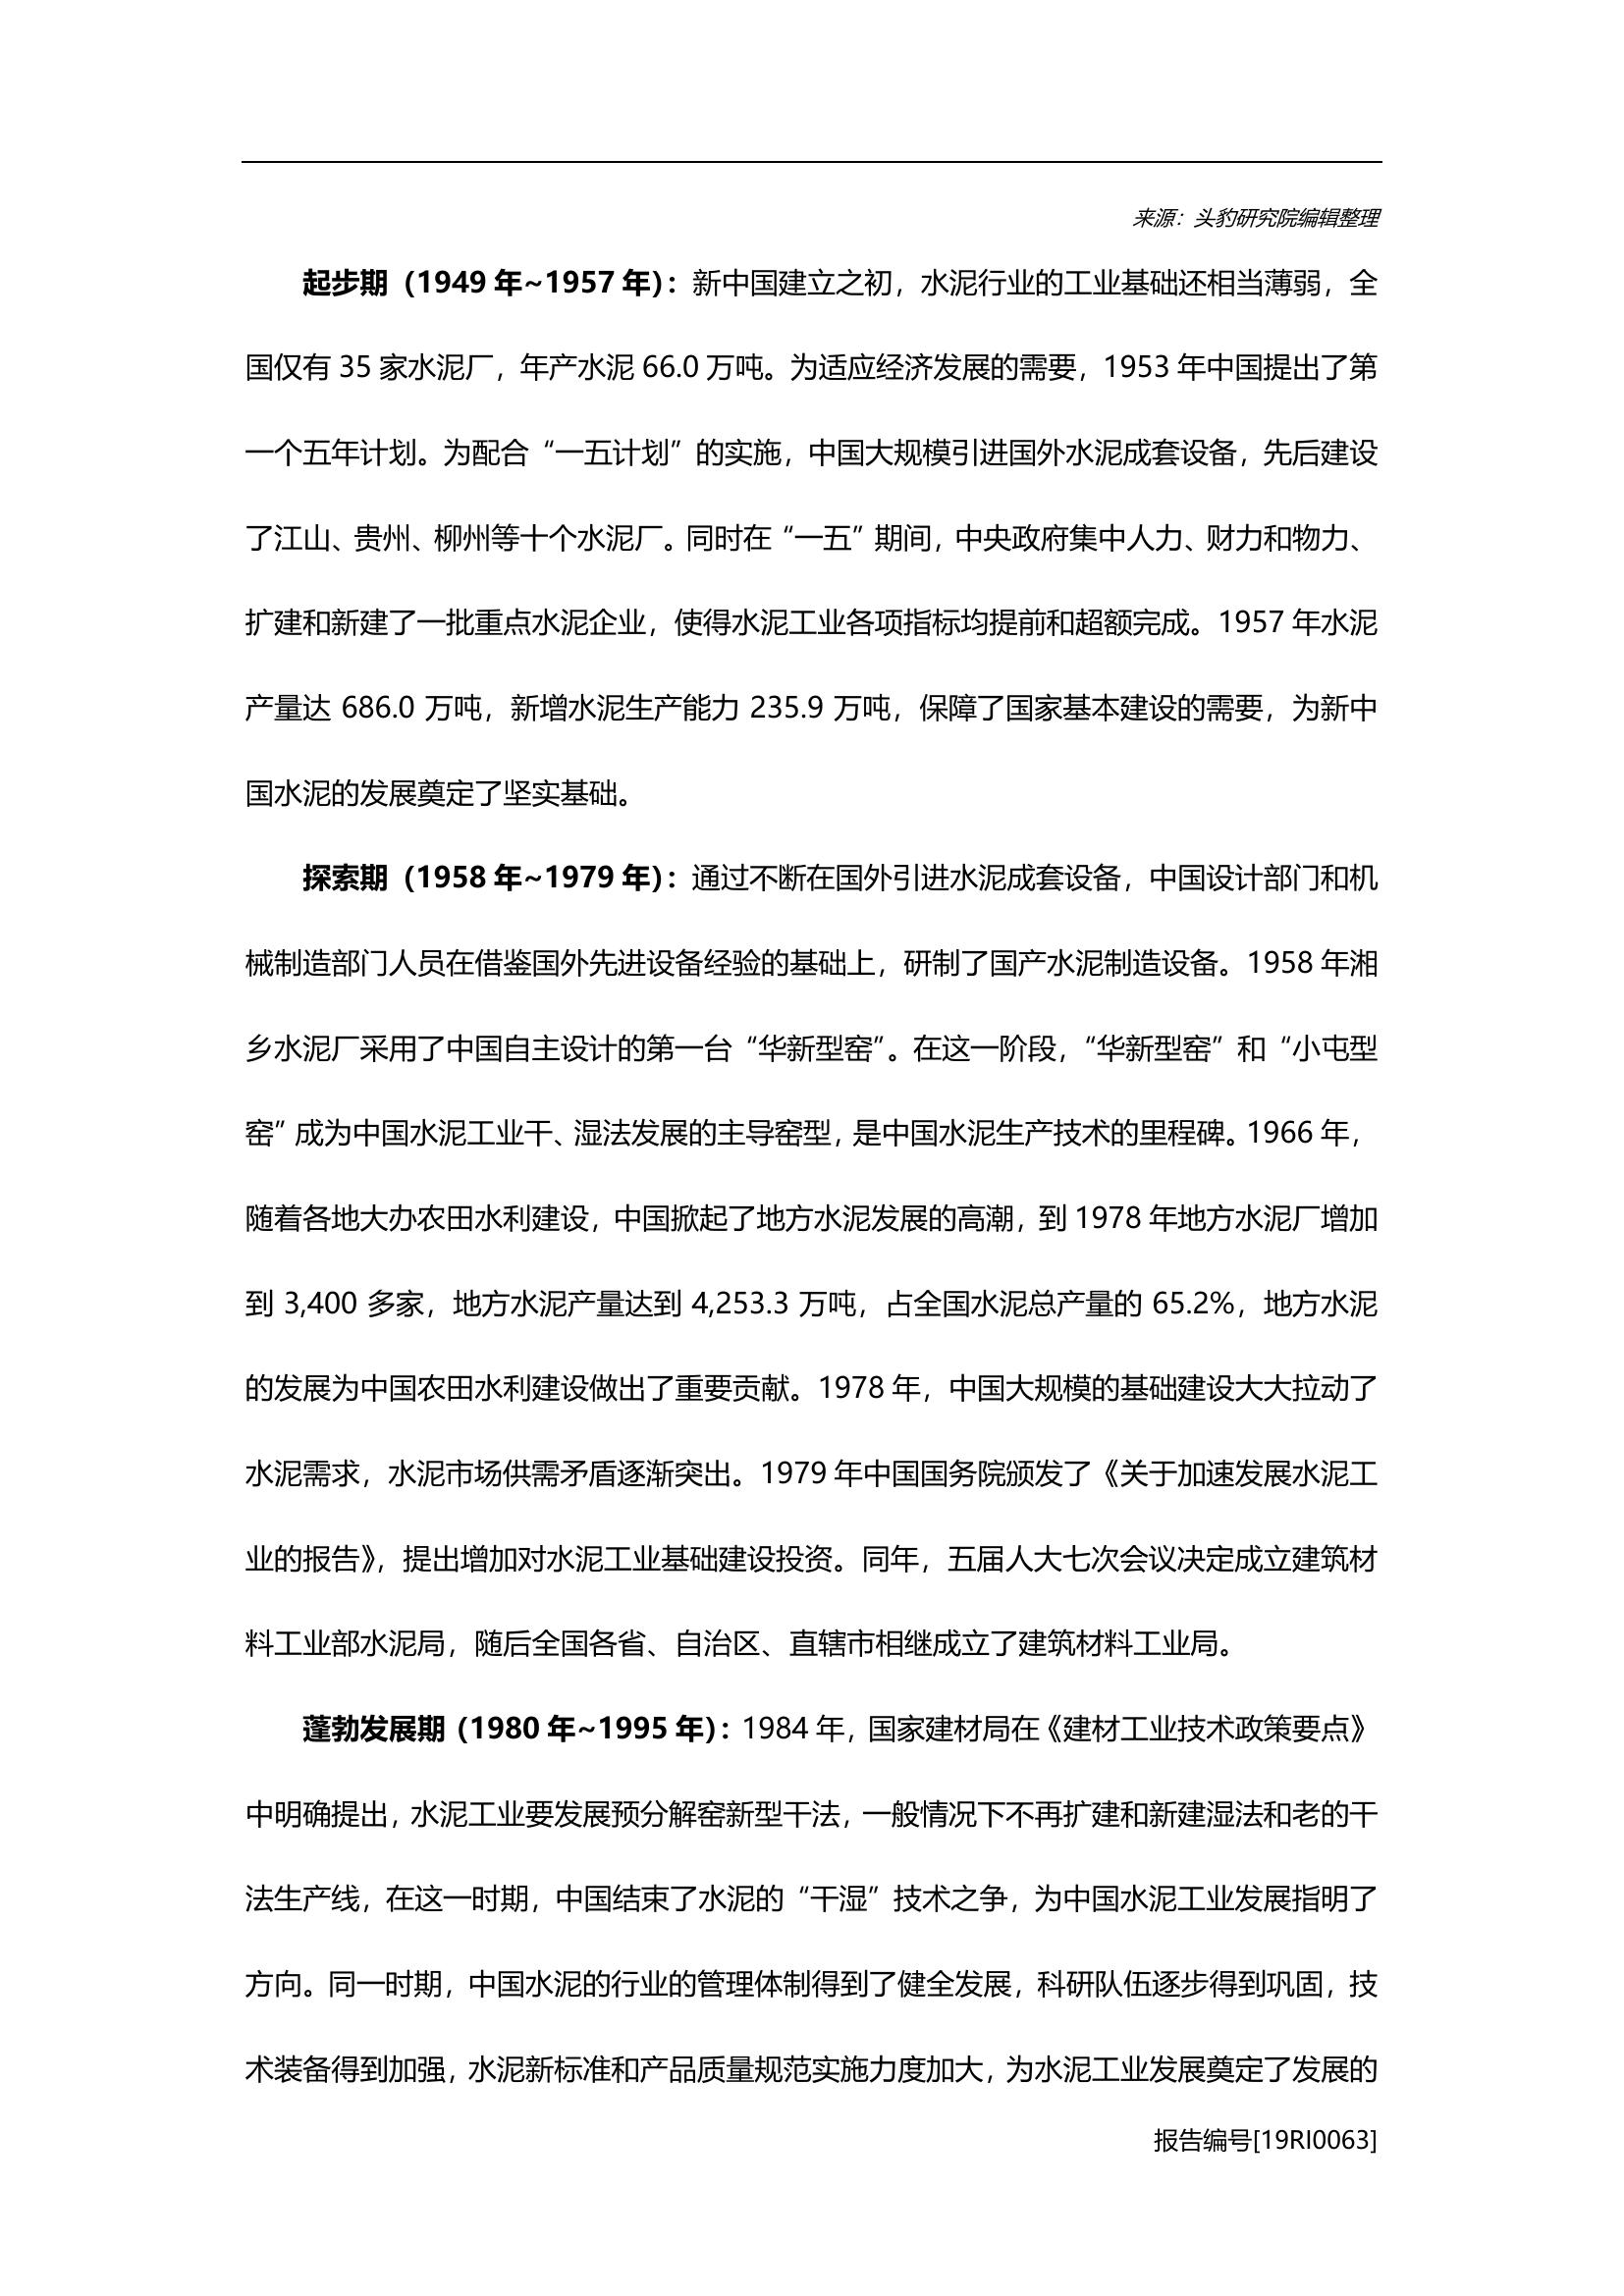 来源：头豹研究院编辑整理
起步期（1949 年~1957 年）：新中国建立之初，水泥行业的工业基础还相当薄弱，全
国仅有 35 家水泥厂，年产水泥 66.0 万吨。为适应经济发展的需要，1953 年中国提出了第
一个五年计划。为配合“一五计划”的实施，中国大规模引进国外水泥成套设备，先后建设
了江山、贵州、柳州等十个水泥厂。同时在“一五”期间，中央政府集中人力、财力和物力、
扩建和新建了一批重点水泥企业，使得水泥工业各项指标均提前和超额完成。1957 年水泥
产量达 686.0 万吨，新增水泥生产能力 235.9 万吨，保障了国家基本建设的需要，为新中
国水泥的发展奠定了坚实基础。
探索期（1958 年~1979 年）：通过不断在国外引进水泥成套设备，中国设计部门和机
械制造部门人员在借鉴国外先进设备经验的基础上，研制了国产水泥制造设备。1958 年湘
乡水泥厂采用了中国自主设计的第一台“华新型窑”。在这一阶段，“华新型窑”和“小屯型
窑”成为中国水泥工业干、湿法发展的主导窑型，是中国水泥生产技术的里程碑。1966 年，
随着各地大办农田水利建设，中国掀起了地方水泥发展的高潮，到 1978 年地方水泥厂增加
到 3,400 多家，地方水泥产量达到 4,253.3 万吨，占全国水泥总产量的 65.2%，地方水泥
的发展为中国农田水利建设做出了重要贡献。1978 年，中国大规模的基础建设大大拉动了
水泥需求，水泥市场供需矛盾逐渐突出。1979 年中国国务院颁发了《关于加速发展水泥工
业的报告》，提出增加对水泥工业基础建设投资。同年，五届人大七次会议决定成立建筑材
料工业部水泥局，随后全国各省、自治区、直辖市相继成立了建筑材料工业局。
蓬勃发展期（1980 年~1995 年）：1984 年，国家建材局在《建材工业技术政策要点》
中明确提出，水泥工业要发展预分解窑新型干法，一般情况下不再扩建和新建湿法和老的干
法生产线，在这一时期，中国结束了水泥的“干湿”技术之争，为中国水泥工业发展指明了
方向。同一时期，中国水泥的行业的管理体制得到了健全发展，科研队伍逐步得到巩固，技
术装备得到加强，水泥新标准和产品质量规范实施力度加大，为水泥工业发展奠定了发展的
报告编号[19RI0063]